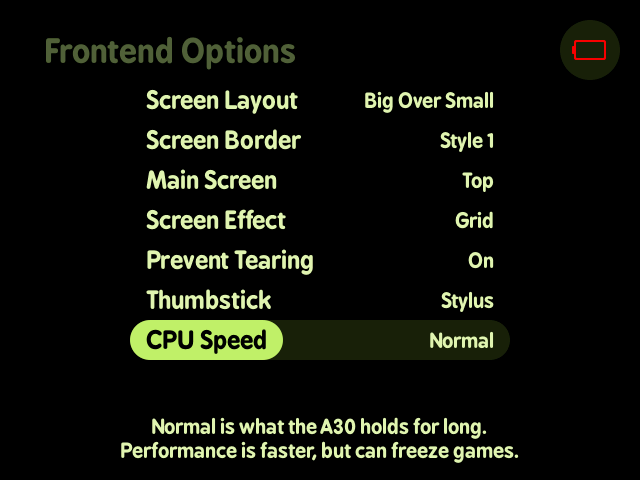 Frontend Options
Screen Layout Big Over Small
Screen Border Style 1
Main Screen Top
Screen Effect Grid
Prevent Tearing On
Thumbstick Stylus
CPU Speed Normal
Normal is what the A30 holds for long.
Performance is faster, but can freeze games.